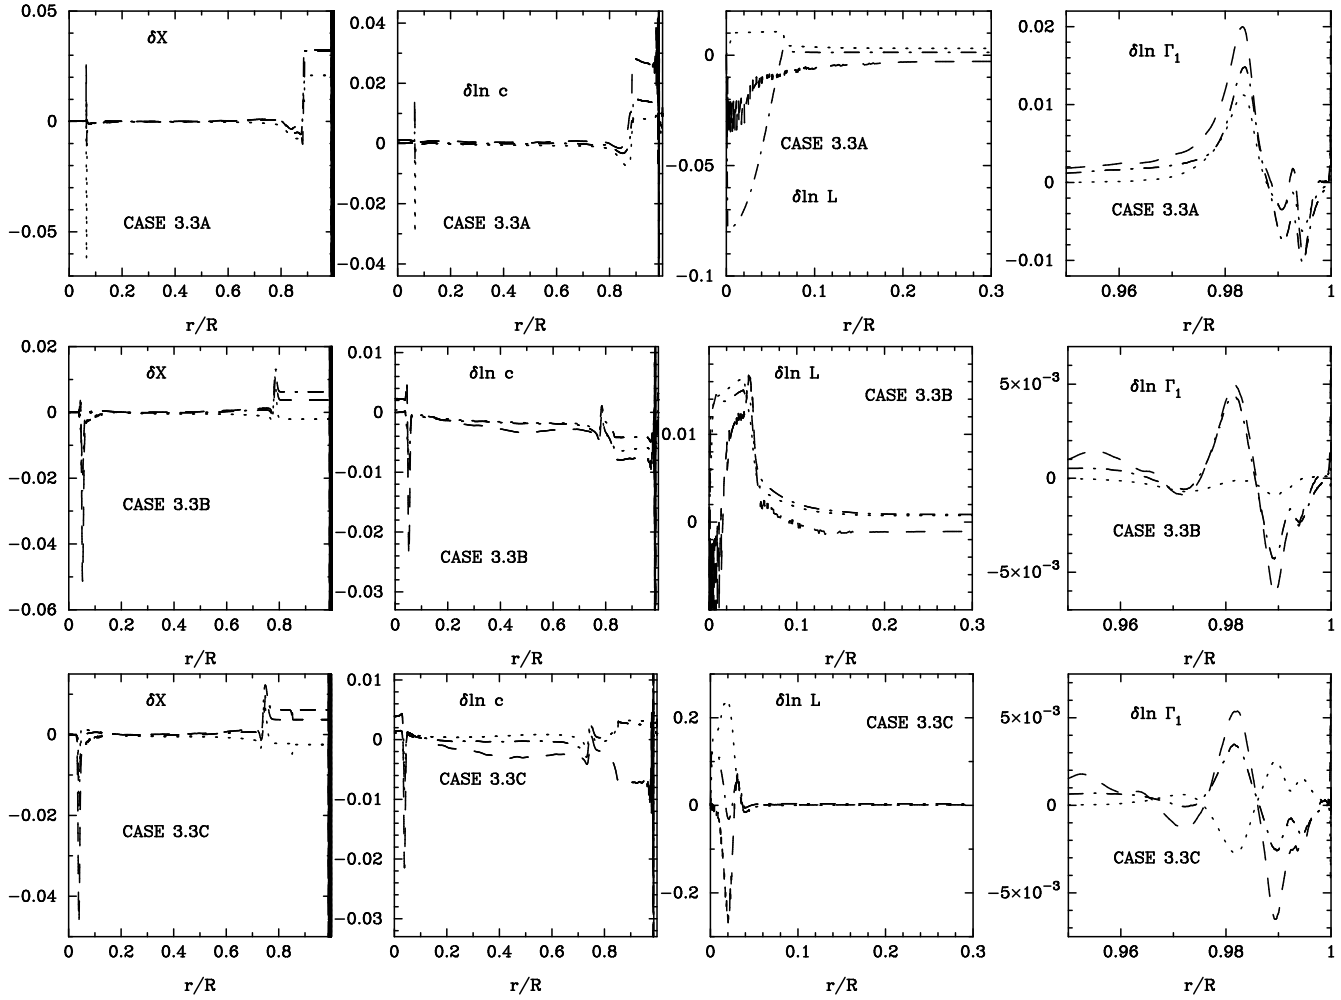 δX
CASE 3.3A
0
−0.05
0 0.2 0.4 0.6 0.8 1
r/R
δln c
CASE 3.3A
0.04
0.02
0
−0.02
−0.04
0 0.2 0.4 0.6 0.8 1
r/R
δln L
CASE 3.3A
0
−0.05
−0.1
0 0.1 0.2 0.3
r/R
δln Γ₁
CASE 3.3A
0.02
0.01
0
−0.01
0.96 0.98 1
r/R
δX
CASE 3.3B
0.02
0
−0.02
−0.04
−0.06
0 0.2 0.4 0.6 0.8 1
r/R
δln c
CASE 3.3B
0.01
0
−0.01
−0.02
−0.03
0 0.2 0.4 0.6 0.8 1
r/R
δln L
CASE 3.3B
0.01
0
0 0.1 0.2 0.3
r/R
δln Γ₁
CASE 3.3B
5×10⁻³
0
−5×10⁻³
0.96 0.98 1
r/R
δX
CASE 3.3C
0
−0.02
−0.04
0 0.2 0.4 0.6 0.8 1
r/R
δln c
CASE 3.3C
0.01
0
−0.01
−0.02
−0.03
0 0.2 0.4 0.6 0.8 1
r/R
δln L
CASE 3.3C
0.2
0
−0.2
0 0.1 0.2 0.3
r/R
δln Γ₁
CASE 3.3C
5×10⁻³
0
−5×10⁻³
0.96 0.98 1
r/R